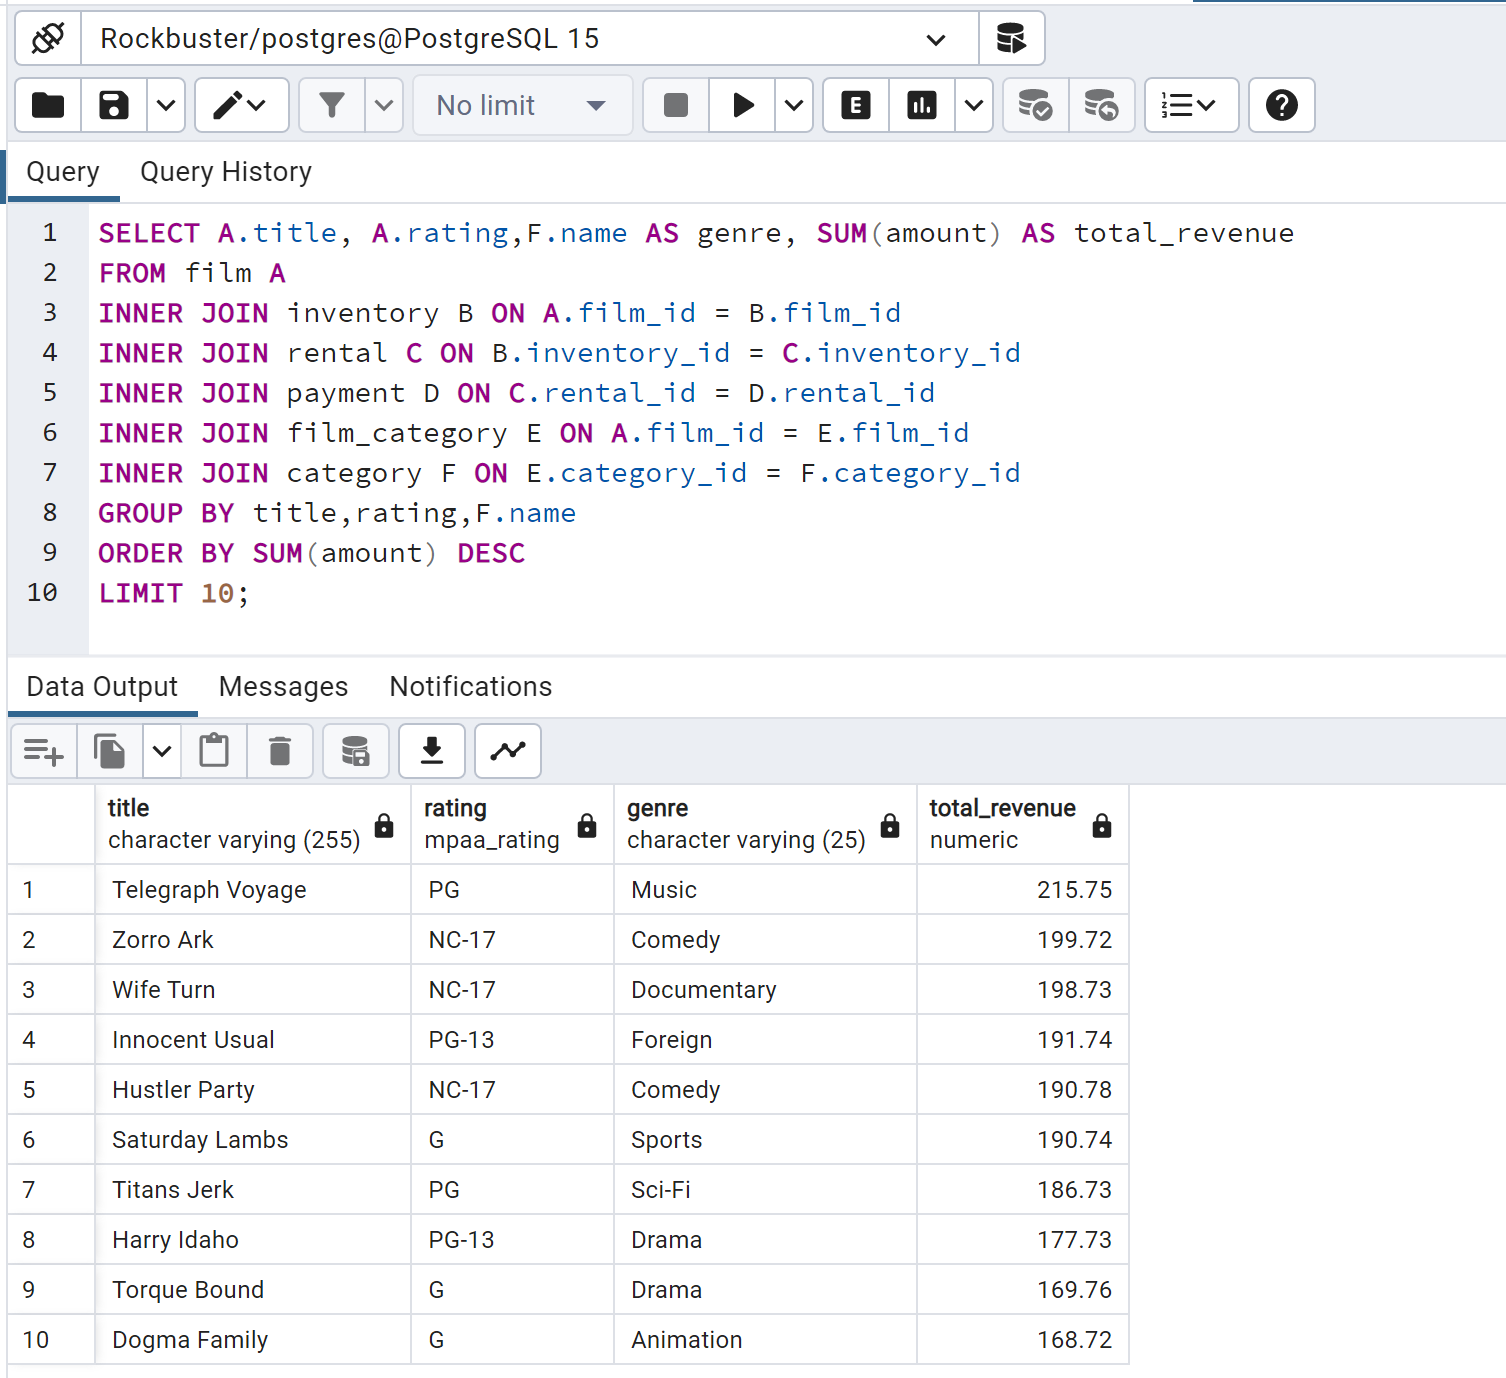 Rockbuster/postgres@PostgreSQL 15
No limit
E
Query Query History
1 SELECT A.title, A.rating,F.name AS genre, SUM(amount) AS total_revenue
2 FROM film A
3 INNER JOIN inventory B ON A.film_id = B.film_id
4 INNER JOIN rental C ON B.inventory_id = C.inventory_id
5 INNER JOIN payment D ON C.rental_id = D.rental_id
6 INNER JOIN film_category E ON A.film_id = E.film_id
7 INNER JOIN category F ON E.category_id = F.category_id
8 GROUP BY title,rating,F.name
9 ORDER BY SUM(amount) DESC
10 LIMIT 10;
Data Output Messages Notifications
title rating genre total_revenue
character varying (255) mpaa_rating character varying (25) numeric
1 Telegraph Voyage PG Music 215.75
2 Zorro Ark NC-17 Comedy 199.72
3 Wife Turn NC-17 Documentary 198.73
4 Innocent Usual PG-13 Foreign 191.74
5 Hustler Party NC-17 Comedy 190.78
6 Saturday Lambs G Sports 190.74
7 Titans Jerk PG Sci-Fi 186.73
8 Harry Idaho PG-13 Drama 177.73
9 Torque Bound G Drama 169.76
10 Dogma Family G Animation 168.72